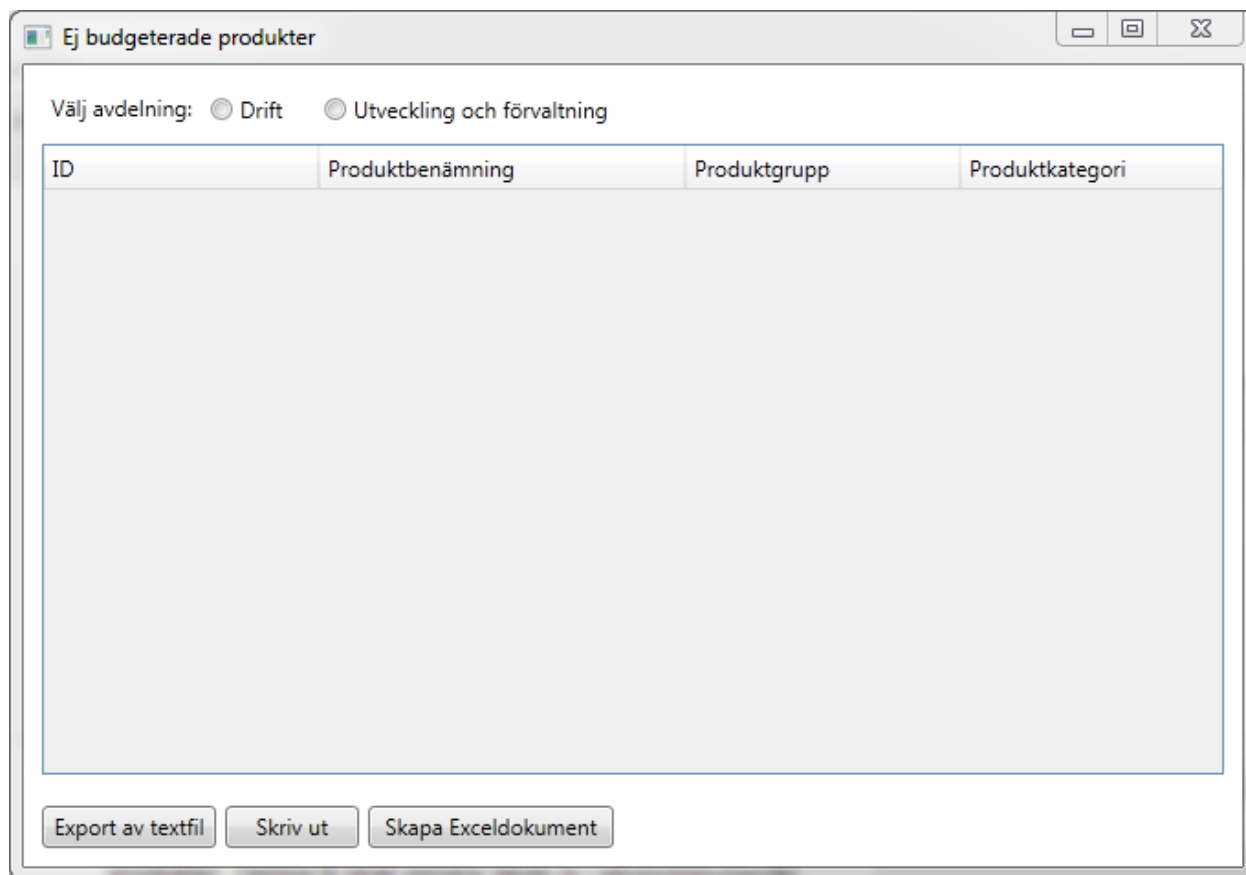 Ej budgeterade produkter
Välj avdelning: Drift Utveckling och förvaltning
ID Produktbenämning Produktgrupp Produktkategori
Export av textfil Skriv ut Skapa Exceldokument